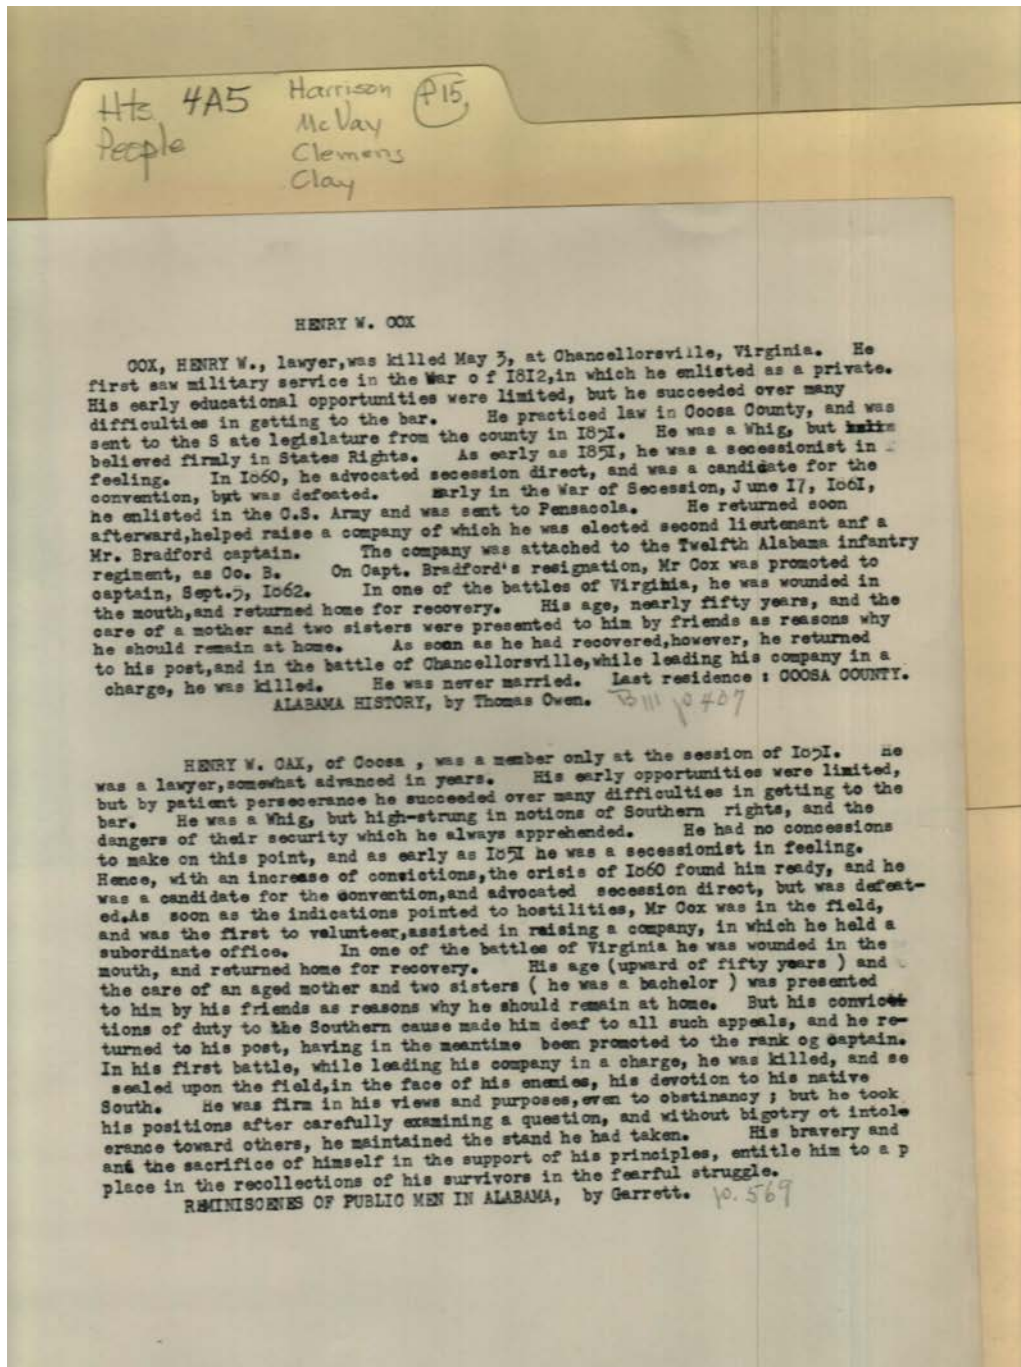 Hts 4A5 Harrison P15
People McVay
Clemens
Clay
HENRY W. COX
COX, HENRY W., lawyer,was killed May 3, at Chancellorsville, Virginia. He
first saw military service in the War o f I8I2,in which he enlisted as a private.
His early educational opportunities were limited, but he succeeded over many
difficulties in getting to the bar. He practiced law in Coosa County, and was
sent to the S ate legislature from the county in I85I. He was a Whig, but
believed firmly in States Rights. As early as I85I, he was a secessionist in
feeling. In I860, he advocated secession direct, and was a candidate for the
convention, but was defeated. Early in the War of Secession, June I7, I86I,
he enlisted in the C.S. Army and was sent to Pensacola. He returned soon
afterward,helped raise a company of which he was elected second lieutenant anf a
Mr. Bradford captain. The company was attached to the Twelfth Alabama infantry
regiment, as Co. B. On Capt. Bradford's resignation, Mr Cox was promoted to
captain, Sept.5, I862. In one of the battles of Virginia, he was wounded in
the mouth,and returned home for recovery. His age, nearly fifty years, and the
care of a mother and two sisters were presented to him by friends as reasons why
he should remain at home. As soon as he had recovered,however, he returned
to his post,and in the battle of Chancellorsville,while leading his company in a
charge, he was killed. He was never married. Last residence : COOSA COUNTY.
ALABAMA HISTORY, by Thomas Owen. p 407
HENRY W. CAX, of Coosa , was a member only at the session of I85I. He
was a lawyer,somewhat advanced in years. His early opportunities were limited,
but by patient persecerance he succeeded over many difficulties in getting to the
bar. He was a Whig, but high-strung in notions of Southern rights, and the
dangers of their security which he always apprehended. He had no concessions
to make on this point, and as early as I85I he was a secessionist in feeling.
Hence, with an increase of convictions,the crisis of I860 found him ready, and he
was a candidate for the convention,and advocated secession direct, but was defeat-
ed.As soon as the indications pointed to hostilities, Mr Cox was in the field,
and was the first to volunteer,assisted in raising a company, in which he held a
subordinate office. In one of the battles of Virginia he was wounded in the
mouth, and returned home for recovery. His age (upward of fifty years ) and
the care of an aged mother and two sisters ( he was a bachelor ) was presented
to him by his friends as reasons why he should remain at home. But his convic
tions of duty to the Southern cause made him deaf to all such appeals, and he re-
turned to his post, having in the meantime been promoted to the rank og captain.
In his first battle, while leading his company in a charge, he was killed, and se
sealed upon the field,in the face of his enemies, his devotion to his native
South. He was firm in his views and purposes,even to obstinancy ; but he took
his positions after carefully examining a question, and without bigotry ot intol-
erance toward others, he maintained the stand he had taken. His bravery and
and the sacrifice of himself in the support of his principles, entitle him to a p
place in the recollections of his survivors in the fearful struggle.
REMINISCENES OF PUBLIC MEN IN ALABAMA, by Garrett. p. 569